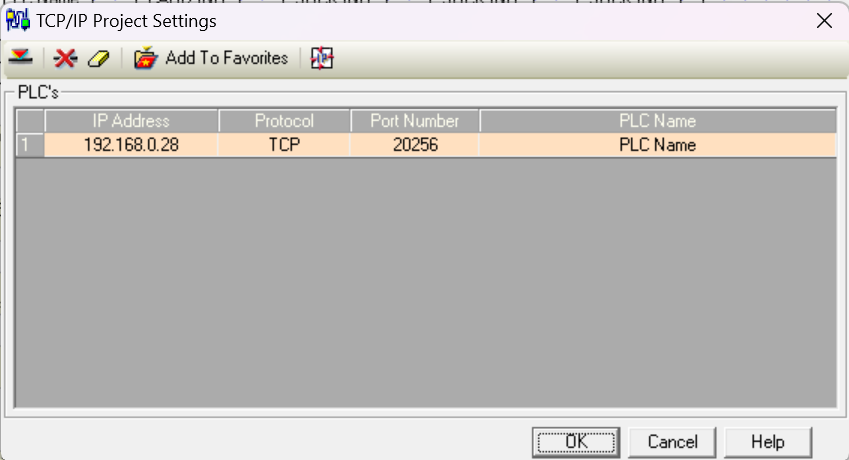 TCP/IP Project Settings
Add To Favorites
PLC's
IP Address Protocol Port Number PLC Name
1 192.168.0.28 TCP 20256 PLC Name
OK Cancel Help